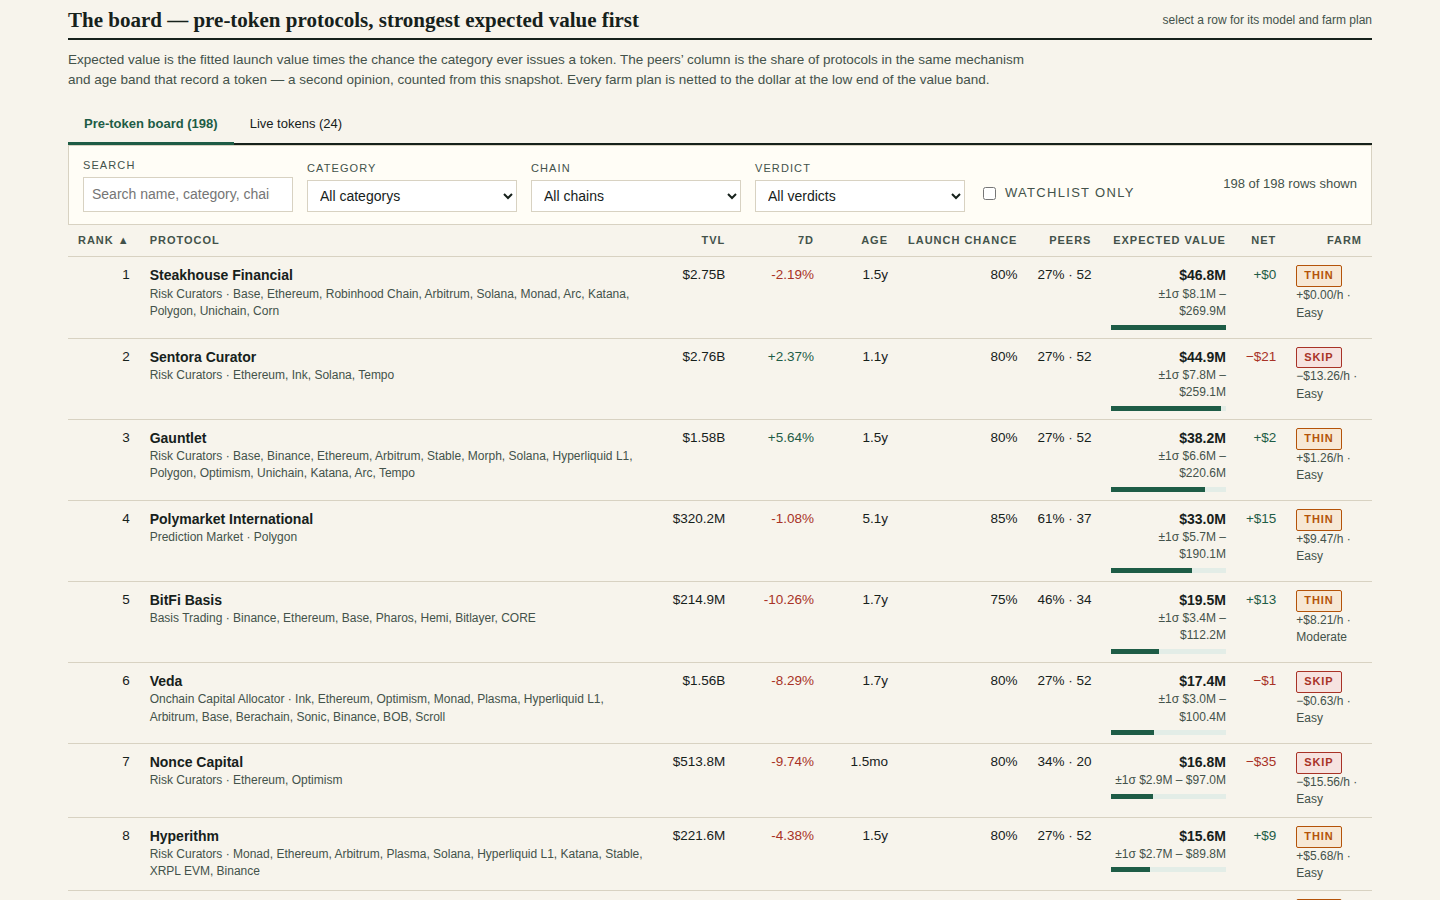 The board — pre-token protocols, strongest expected value first
select a row for its model and farm plan
Expected value is the fitted launch value times the chance the category ever issues a token. The peers' column is the share of protocols in the same mechanism
and age band that record a token — a second opinion, counted from this snapshot. Every farm plan is netted to the dollar at the low end of the value band.
Pre-token board (198)
Live tokens (24)
SEARCH
CATEGORY
CHAIN
VERDICT
Search name, category, chai
All categorys
All chains
All verdicts
WATCHLIST ONLY
198 of 198 rows shown
RANK ▲ PROTOCOL TVL 7D AGE LAUNCH CHANCE PEERS EXPECTED VALUE NET FARM
1 Steakhouse Financial $2.75B -2.19% 1.5y 80% 27% · 52 $46.8M +$0 THIN
Risk Curators · Base, Ethereum, Robinhood Chain, Arbitrum, Solana, Monad, Arc, Katana, ±1σ $8.1M – +$0.00/h ·
Polygon, Unichain, Corn $269.9M Easy
2 Sentora Curator $2.76B +2.37% 1.1y 80% 27% · 52 $44.9M −$21 SKIP
Risk Curators · Ethereum, Ink, Solana, Tempo ±1σ $7.8M – −$13.26/h ·
$259.1M Easy
3 Gauntlet $1.58B +5.64% 1.5y 80% 27% · 52 $38.2M +$2 THIN
Risk Curators · Base, Binance, Ethereum, Arbitrum, Stable, Morph, Solana, Hyperliquid L1, ±1σ $6.6M – +$1.26/h ·
Polygon, Optimism, Unichain, Katana, Arc, Tempo $220.6M Easy
4 Polymarket International $320.2M -1.08% 5.1y 85% 61% · 37 $33.0M +$15 THIN
Prediction Market · Polygon ±1σ $5.7M – +$9.47/h ·
$190.1M Easy
5 BitFi Basis $214.9M -10.26% 1.7y 75% 46% · 34 $19.5M +$13 THIN
Basis Trading · Binance, Ethereum, Base, Pharos, Hemi, Bitlayer, CORE ±1σ $3.4M – +$8.21/h ·
$112.2M Moderate
6 Veda $1.56B -8.29% 1.7y 80% 27% · 52 $17.4M −$1 SKIP
Onchain Capital Allocator · Ink, Ethereum, Optimism, Monad, Plasma, Hyperliquid L1, ±1σ $3.0M – −$0.63/h ·
Arbitrum, Base, Berachain, Sonic, Binance, BOB, Scroll $100.4M Easy
7 Nonce Capital $513.8M -9.74% 1.5mo 80% 34% · 20 $16.8M −$35 SKIP
Risk Curators · Ethereum, Optimism ±1σ $2.9M – $97.0M −$15.56/h ·
Easy
8 Hyperithm $221.6M -4.38% 1.5y 80% 27% · 52 $15.6M +$9 THIN
Risk Curators · Monad, Ethereum, Arbitrum, Plasma, Solana, Hyperliquid L1, Katana, Stable, ±1σ $2.7M – $89.8M +$5.68/h ·
XRPL EVM, Binance Easy